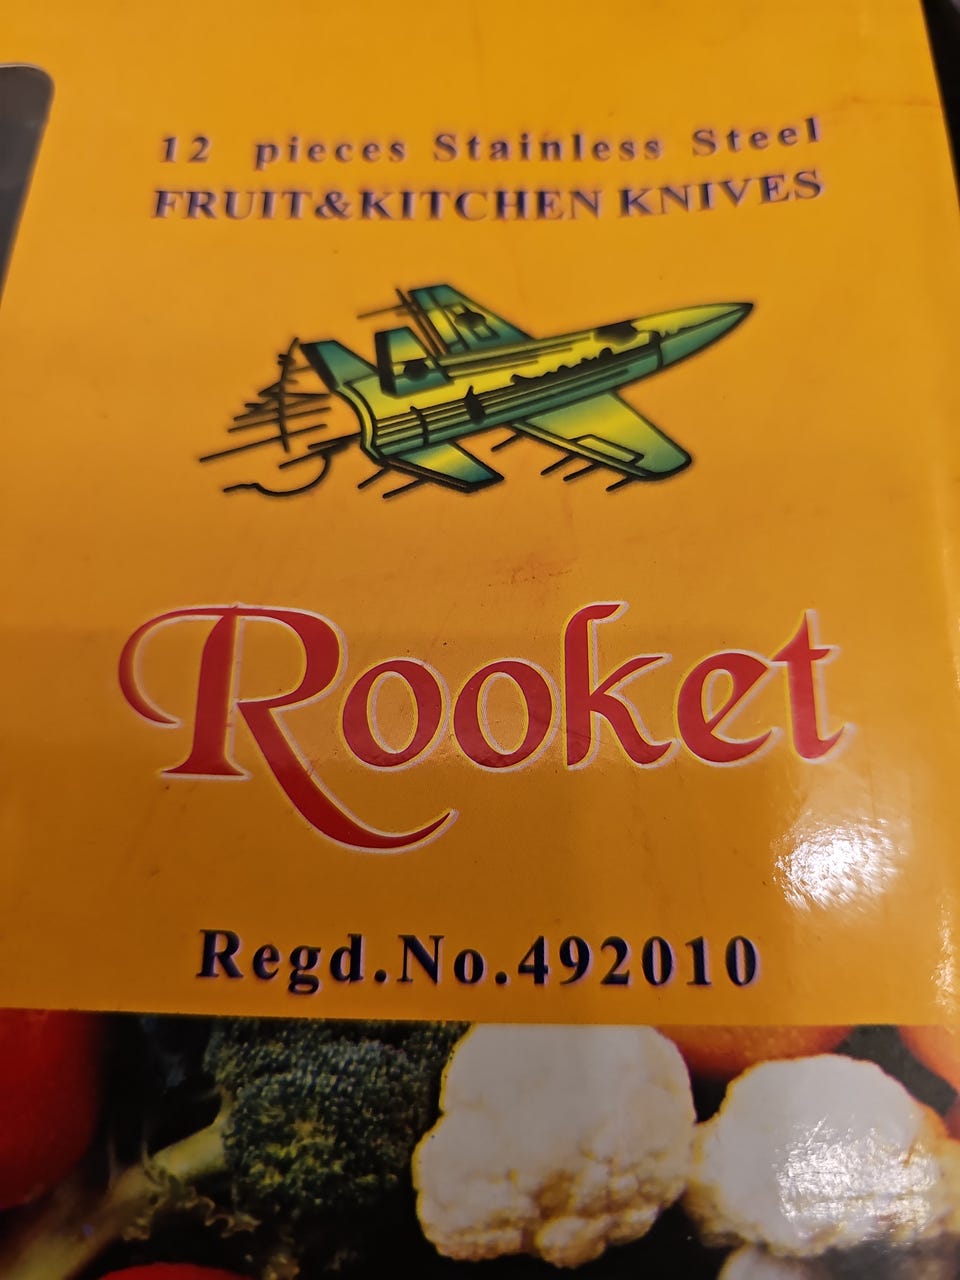 12 pieces Stainless Steel
FRUIT&KITCHEN KNIVES
Rooket
Regd.No.492010